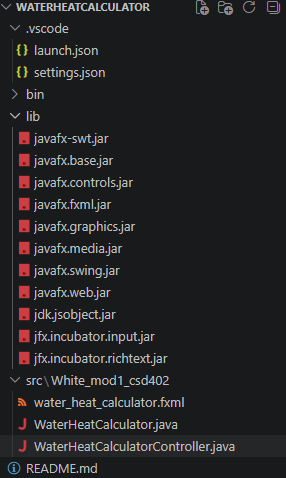 WATERHEATCALCULATOR
.vscode
launch.json
settings.json
bin
lib
javafx-swt.jar
javafx.base.jar
javafx.controls.jar
javafx.fxml.jar
javafx.graphics.jar
javafx.media.jar
javafx.swing.jar
javafx.web.jar
jdk.jsobject.jar
jfx.incubator.input.jar
jfx.incubator.richtext.jar
src\White_mod1_csd402
water_heat_calculator.fxml
WaterHeatCalculator.java
WaterHeatCalculatorController.java
README.md